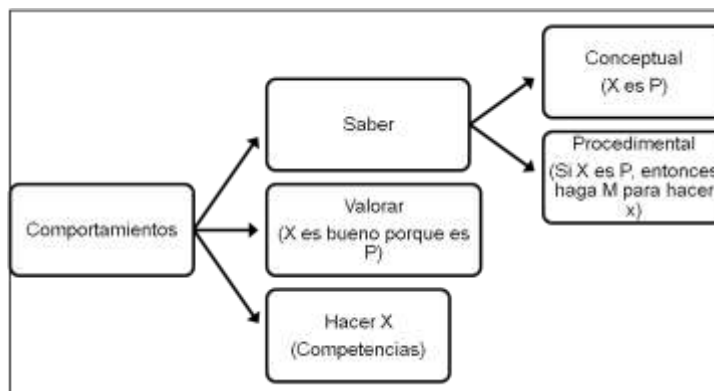 Conceptual
(X es P)
Saber
Procedimental
(Si X es P, entonces
haga M para hacer
x)
Comportamientos
Valorar
(X es bueno porque es
P)
Hacer X
(Competencias)